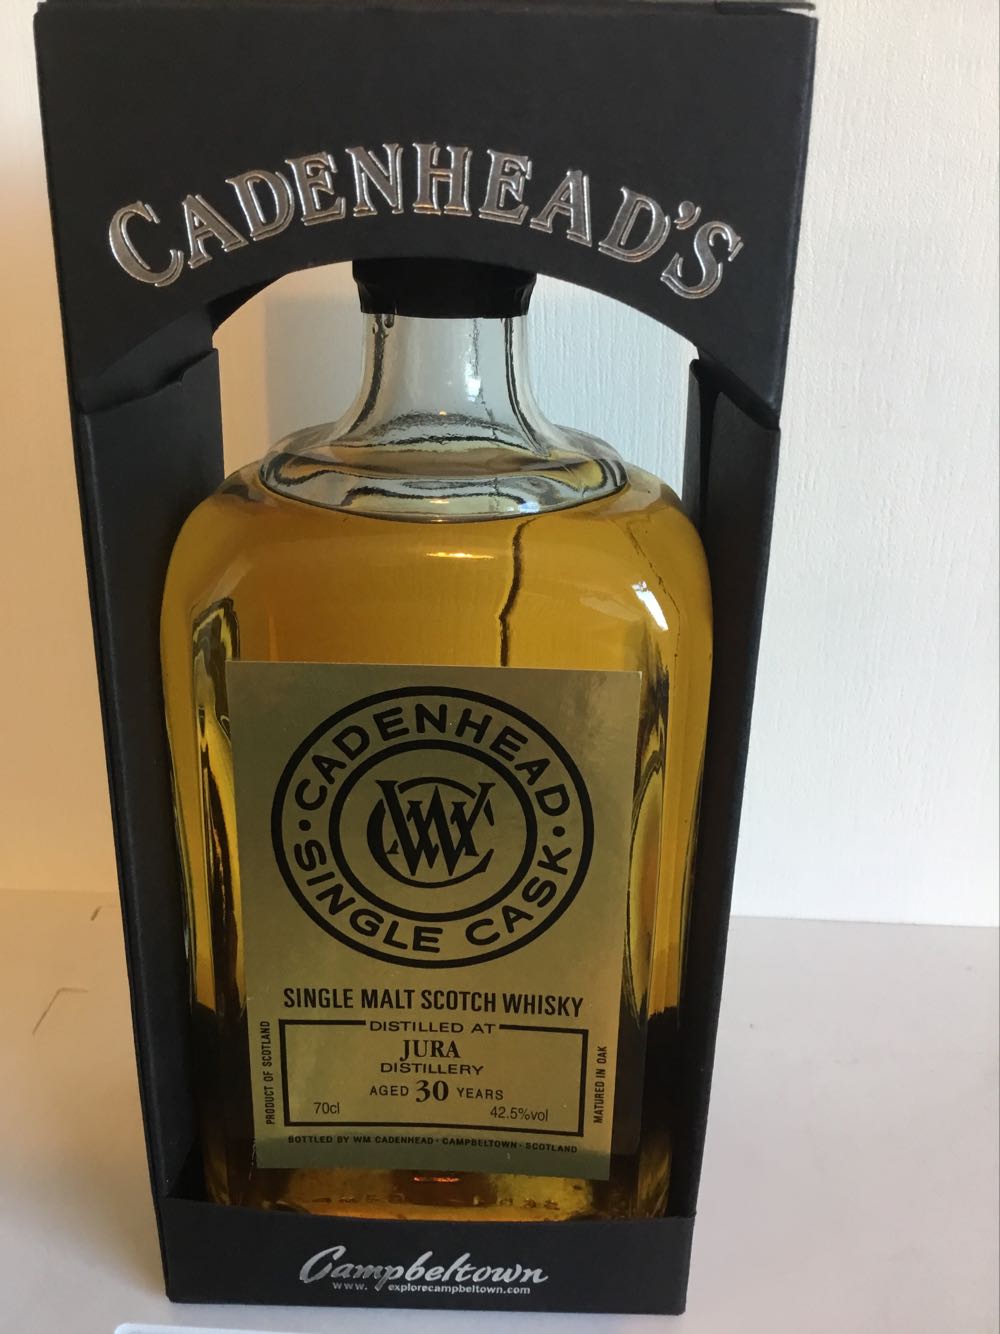 CADENHEAD'S
CADENHEAD
WC
SINGLE CASK
SINGLE MALT SCOTCH WHISKY
DISTILLED AT
JURA
DISTILLERY
AGED 30 YEARS
70cl 42.5%vol
PRODUCT OF SCOTLAND
MATURED IN OAK
BOTTLED BY WM CADENHEAD · CAMPBELTOWN · SCOTLAND
Campbeltown
www. explorecampbeltown.com